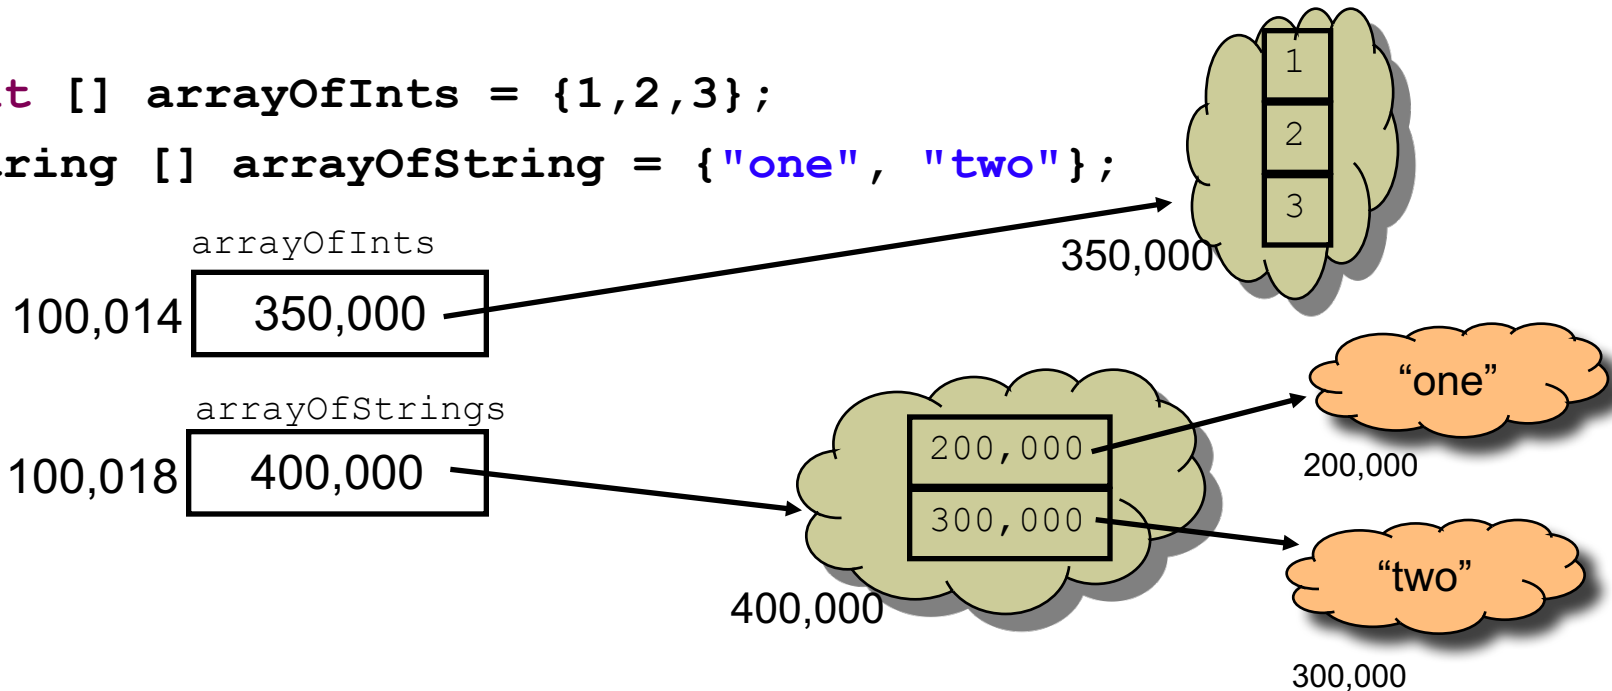 t [] arrayOfInts = {1,2,3};
ring [] arrayOfString = {"one", "two"};
1
2
3
350,000
arrayOfInts
100,014
350,000
arrayOfStrings
100,018
400,000
200,000
300,000
400,000
“one”
200,000
“two”
300,000